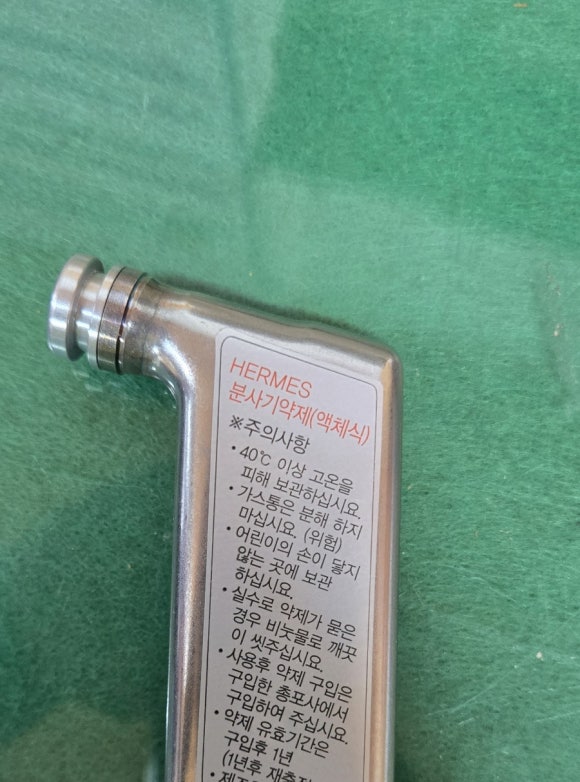 HERMES
분사기약제(액체식)
※주의사항
• 40℃ 이상 고온을
피해 보관하십시요.
• 가스통은 분해 하지
마십시요. (위험)
• 어린이의 손이 닿지
않는 곳에 보관
하십시요.
• 실수로 약제가 묻은
경우 비눗물로 깨끗
이 씻주십시요.
• 사용후 약제 구입은
구입한 총포사에서
구입하여 주십시요.
• 약제 유효기간은
구입후 1년
(1년후 재충전